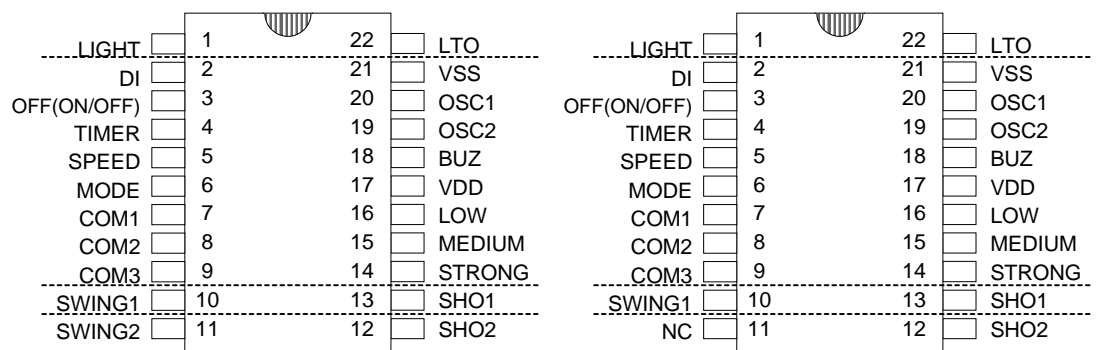 LIGHT 1 22 LTO
DI 2 21 VSS
OFF(ON/OFF) 3 20 OSC1
TIMER 4 19 OSC2
SPEED 5 18 BUZ
MODE 6 17 VDD
COM1 7 16 LOW
COM2 8 15 MEDIUM
COM3 9 14 STRONG
SWING1 10 13 SHO1
SWING2 11 12 SHO2
LIGHT 1 22 LTO
DI 2 21 VSS
OFF(ON/OFF) 3 20 OSC1
TIMER 4 19 OSC2
SPEED 5 18 BUZ
MODE 6 17 VDD
COM1 7 16 LOW
COM2 8 15 MEDIUM
COM3 9 14 STRONG
SWING1 10 13 SHO1
NC 11 12 SHO2